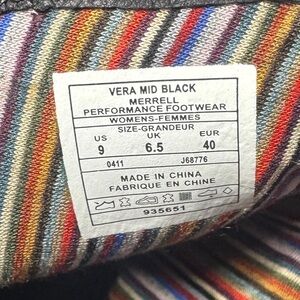 VERA MID BLACK
MERRELL
PERFORMANCE FOOTWEAR
WOMENS-FEMMES
SIZE-GRANDEUR
US UK EUR
9 6.5 40
0411 J68776
MADE IN CHINA
FABRIQUE EN CHINE
935651